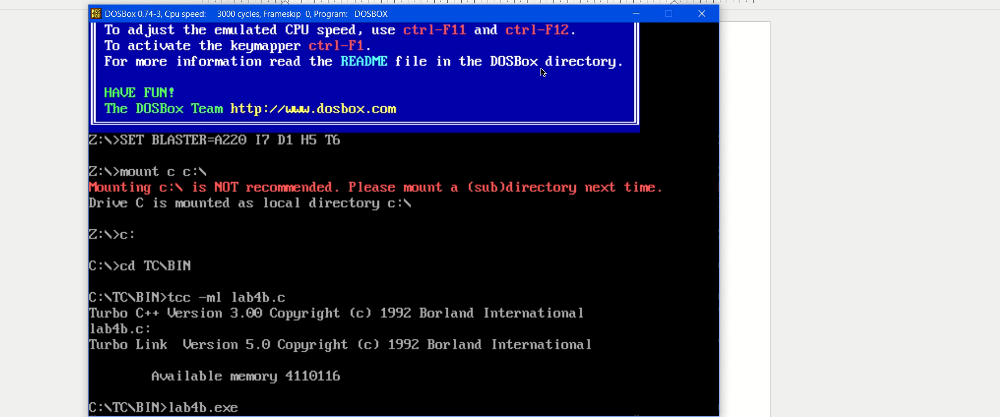 DOSBox 0.74-3, Cpu speed:    3000 cycles, Frameskip  0, Program:   DOSBOX
To adjust the emulated CPU speed, use ctrl-F11 and ctrl-F12.
To activate the keymapper ctrl-F1.
For more information read the README file in the DOSBox directory.
HAVE FUN!
The DOSBox Team http://www.dosbox.com
Z:\>SET BLASTER=A220 I7 D1 H5 T6
Z:\>mount c c:\
Mounting c:\ is NOT recommended. Please mount a (sub)directory next time.
Drive C is mounted as local directory c:\
Z:\>c:
C:\>cd TC\BIN
C:\TC\BIN>tcc -ml lab4b.c
Turbo C++ Version 3.00 Copyright (c) 1992 Borland International
lab4b.c:
Turbo Link  Version 5.0 Copyright (c) 1992 Borland International
Available memory 4110116
C:\TC\BIN>lab4b.exe